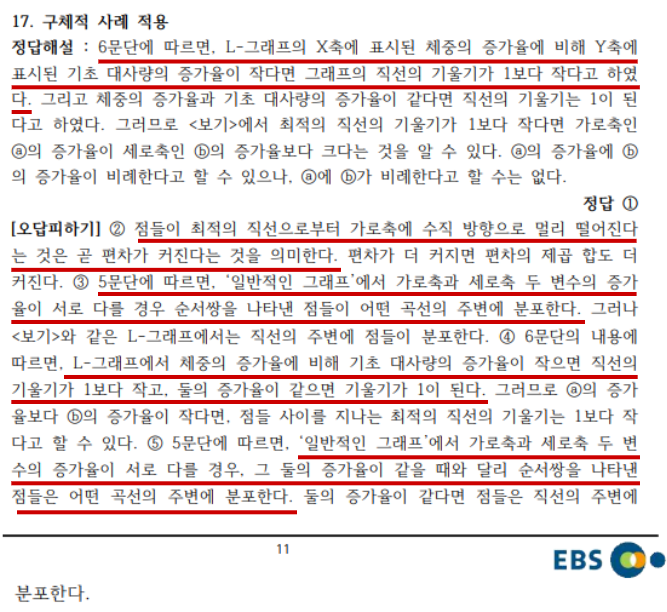 17. 구체적 사례 적용
정답해설 : 6문단에 따르면, L-그래프의 X축에 표시된 체중의 증가율에 비해 Y축에
표시된 기초 대사량의 증가율이 작다면 그래프의 직선의 기울기가 1보다 작다고 하였
다. 그리고 체중의 증가율과 기초 대사량의 증가율이 같다면 직선의 기울기는 1이 된
다고 하였다. 그러므로 <보기>에서 최적의 직선의 기울기가 1보다 작다면 가로축인
ⓐ의 증가율이 세로축인 ⓑ의 증가율보다 크다는 것을 알 수 있다. ⓐ의 증가율에 ⓑ
의 증가율이 비례한다고 할 수 있으나, ⓐ에 ⓑ가 비례한다고 할 수는 없다.
정답 ①
[오답피하기] ② 점들이 최적의 직선으로부터 가로축에 수직 방향으로 멀리 떨어진다
는 것은 곧 편차가 커진다는 것을 의미한다. 편차가 더 커지면 편차의 제곱 합도 더
커진다. ③ 5문단에 따르면, ‘일반적인 그래프’에서 가로축과 세로축 두 변수의 증가
율이 서로 다를 경우 순서쌍을 나타낸 점들이 어떤 곡선의 주변에 분포한다. 그러나
<보기>와 같은 L-그래프에서는 직선의 주변에 점들이 분포한다. ④ 6문단의 내용에
따르면, L-그래프에서 체중의 증가율에 비해 기초 대사량의 증가율이 작으면 직선의
기울기가 1보다 작고, 둘의 증가율이 같으면 기울기가 1이 된다. 그러므로 ⓐ의 증가
율보다 ⓑ의 증가율이 작다면, 점들 사이를 지나는 최적의 직선의 기울기는 1보다 작
다고 할 수 있다. ⑤ 5문단에 따르면, ‘일반적인 그래프’에서 가로축과 세로축 두 변
수의 증가율이 서로 다를 경우, 그 둘의 증가율이 같을 때와 달리 순서쌍을 나타낸
점들은 어떤 곡선의 주변에 분포한다. 둘의 증가율이 같다면 점들은 직선의 주변에
11
EBS
분포한다.